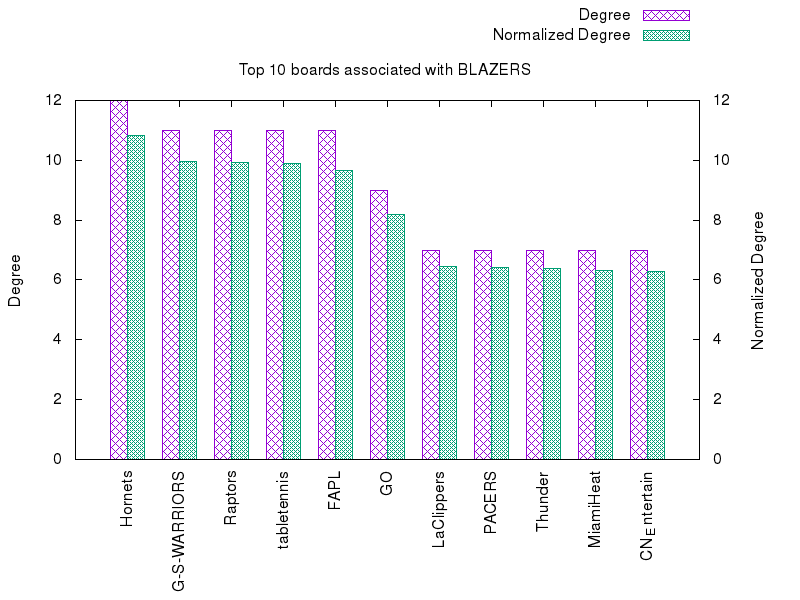 Degree
Normalized Degree
Top 10 boards associated with BLAZERS
12
10
8
6
4
2
0
12
10
8
6
4
2
0
Degree
Normalized Degree
Hornets
G-S-WARRIORS
Raptors
tabletennis
FAPL
GO
LaClippers
PACERS
Thunder
MiamiHeat
CNEntertain